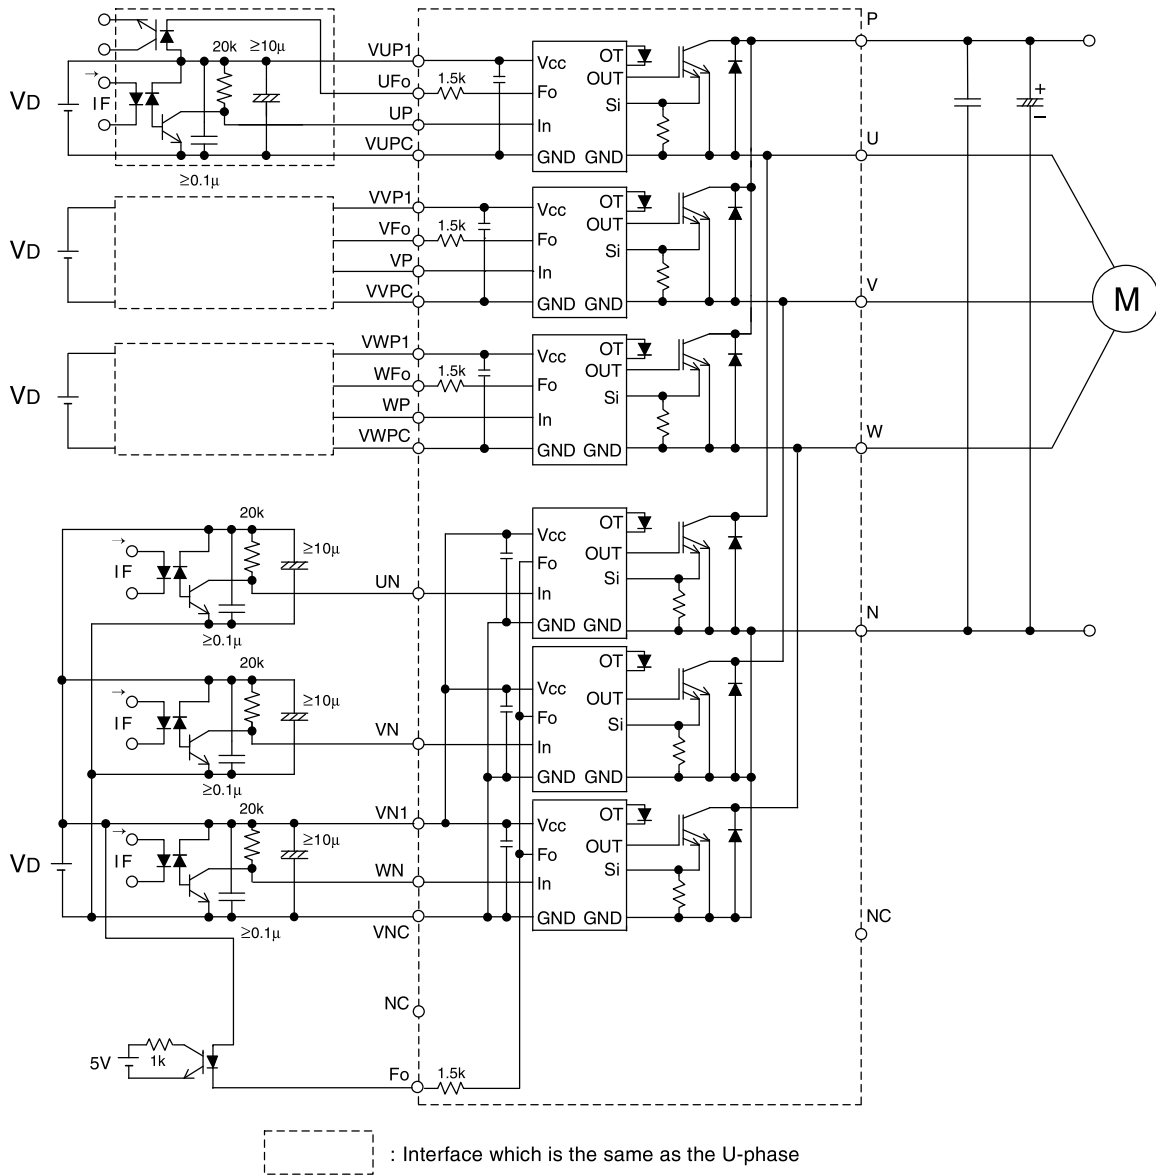 P
20k ≥10µ
VUP1
Vcc OT
1.5k
UFo
Fo OUT
VD
→
IF
+
−
UP
In Si
VUPC
GND GND
U
≥0.1µ
VVP1
Vcc OT
1.5k
VFo
Fo OUT
VD
VP
In Si
VVPC
GND GND
V
M
VWP1
Vcc OT
1.5k
WFo
Fo OUT
VD
WP
In Si
VWPC
GND GND
W
20k
→
IF
≥10µ
OT
Vcc
OUT
Fo
Si
UN
In
GND GND
N
≥0.1µ
20k
→
IF
≥10µ
OT
Vcc
OUT
Fo
Si
VN
In
GND GND
≥0.1µ
20k
VN1
→
IF
≥10µ
OT
Vcc
OUT
Fo
Si
VD
WN
In
GND GND
NC
VNC
≥0.1µ
NC
5V
1k
Fo
1.5k
: Interface which is the same as the U-phase